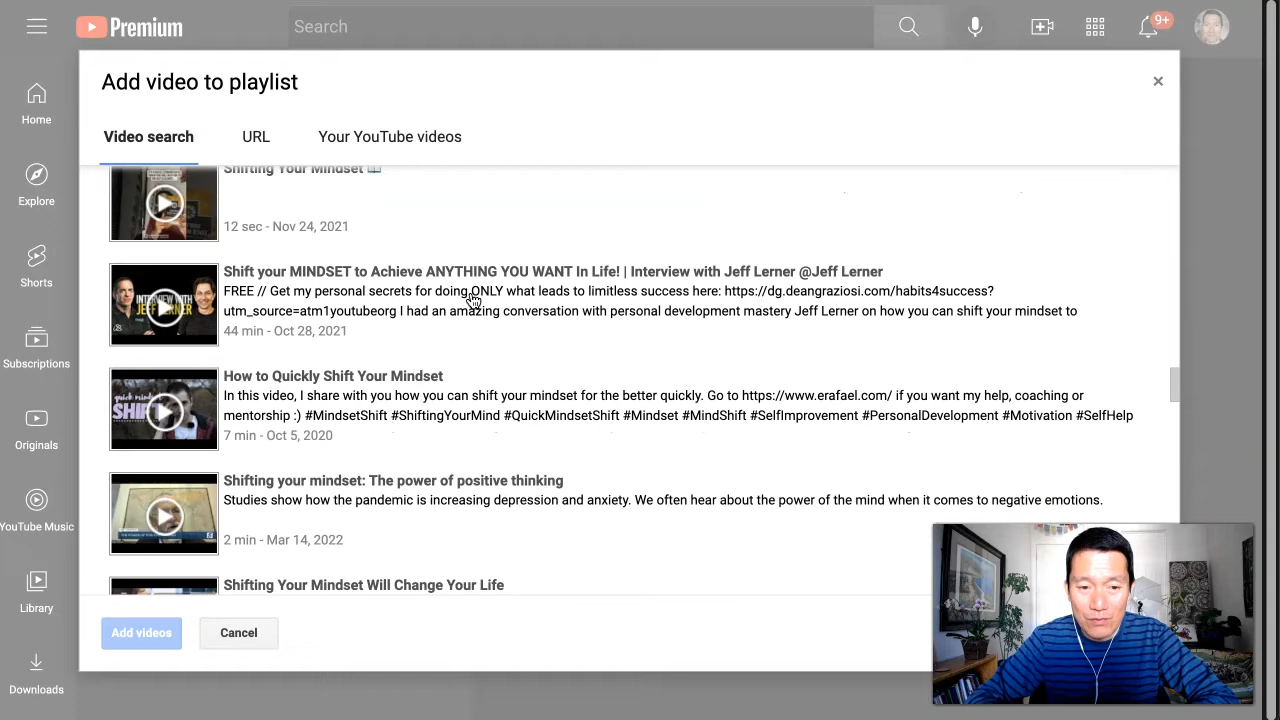 Premium
Search
9+
Add video to playlist
×
Video search
URL
Your YouTube videos
Home
Explore
Shorts
Subscriptions
Originals
YouTube Music
Library
Downloads
Shifting Your Mindset
12 sec - Nov 24, 2021
INTERVIEW WITH
JEFF LERNER
Shift your MINDSET to Achieve ANYTHING YOU WANT In Life! | Interview with Jeff Lerner @Jeff Lerner
FREE // Get my personal secrets for doing ONLY what leads to limitless success here: https://dg.deangraziosi.com/habits4success?
utm_source=atm1youtubeorg I had an amazing conversation with personal development mastery Jeff Lerner on how you can shift your mindset to
44 min - Oct 28, 2021
quick mindset
SHIFT
How to Quickly Shift Your Mindset
In this video, I share with you how you can shift your mindset for the better quickly. Go to https://www.erafael.com/ if you want my help, coaching or
mentorship :) #MindsetShift #ShiftingYourMind #QuickMindsetShift #Mindset #MindShift #SelfImprovement #PersonalDevelopment #Motivation #SelfHelp
7 min - Oct 5, 2020
Shifting your mindset: The power of positive thinking
Studies show how the pandemic is increasing depression and anxiety. We often hear about the power of the mind when it comes to negative emotions.
2 min - Mar 14, 2022
Shifting Your Mindset Will Change Your Life
Add videos
Cancel